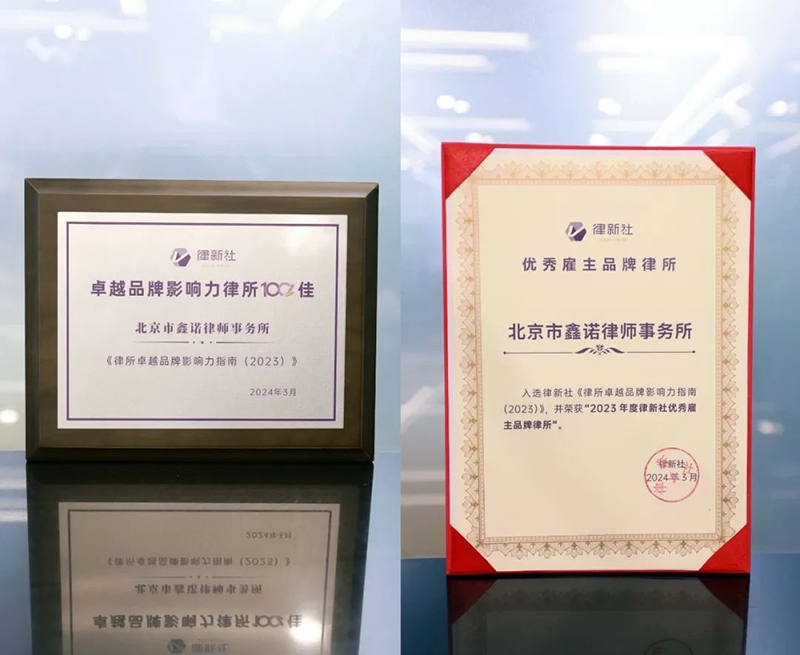 律新社
卓越品牌影响力律所100佳
北京市鑫诺律师事务所
《律所卓越品牌影响力指南（2023）》
2024年3月
律新社
优秀雇主品牌律所
北京市鑫诺律师事务所
入选律新社《律所卓越品牌影响力指南
（2023）》，并荣获“2023年度律新社优秀雇
主品牌律所”。
律新社
2024年3月